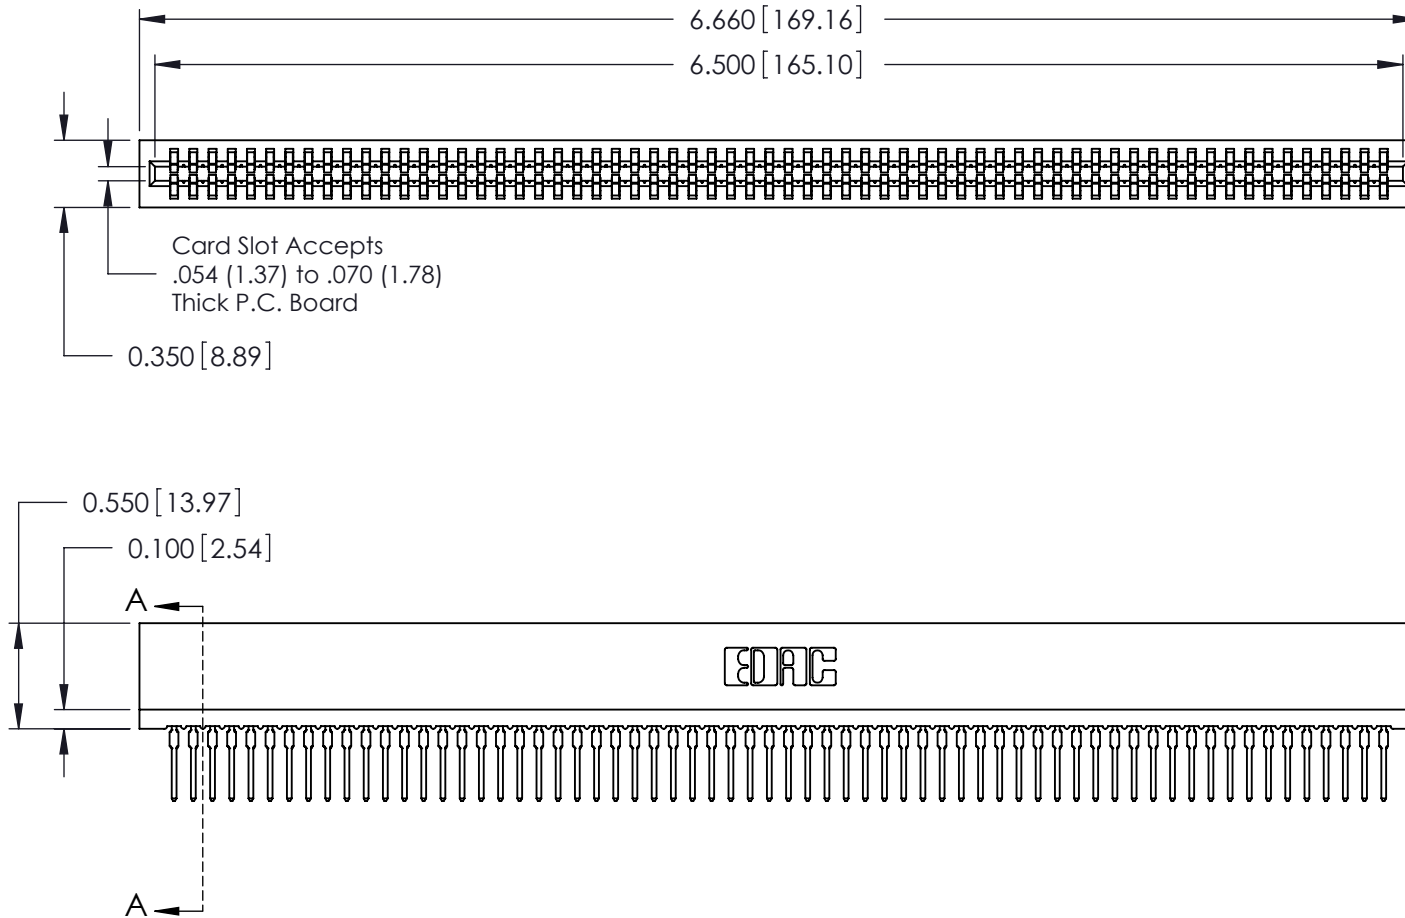 6.660 [169.16]
6.500 [165.10]
Card Slot Accepts
.054 (1.37) to .070 (1.78)
Thick P.C. Board
0.350 [8.89]
0.550 [13.97]
0.100 [2.54]
A
EDAC
A